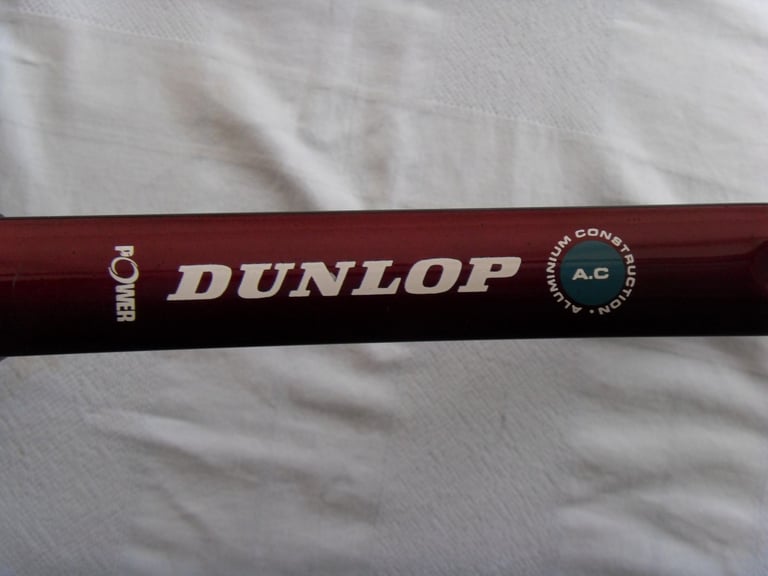 POWER
DUNLOP
ALUMINIUM CONSTRUCTION •
A.C